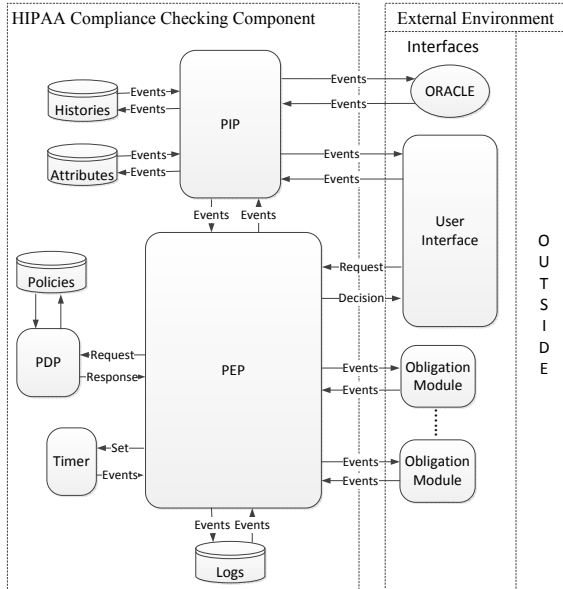 HIPAA Compliance Checking Component
External Environment
Interfaces
Histories
Events
Events
PIP
Events
Events
ORACLE
Attributes
Events
Events
Events
Events
User
Interface
Events
Events
Policies
PDP
Request
Response
PEP
Request
Decision
Events
Events
Obligation
Module
Timer
Set
Events
Events
Events
Obligation
Module
Events
Events
Logs
OUTSIDE